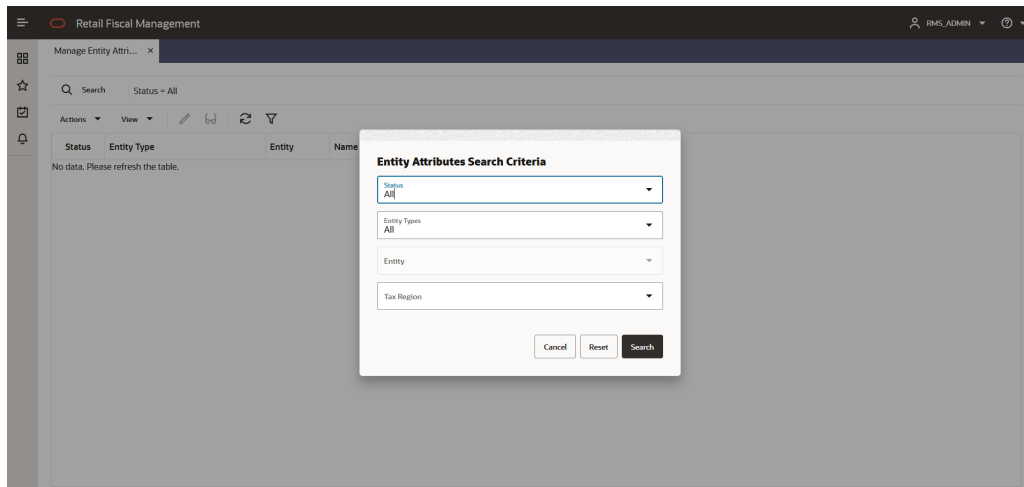 Retail Fiscal Management
RMS_ADMIN
Manage Entity Attri... ×
Search Status = All
Actions View
Status Entity Type Entity Name
No data. Please refresh the table.
Entity Attributes Search Criteria
Status
All
Entity Types
All
Entity
Tax Region
Cancel Reset Search